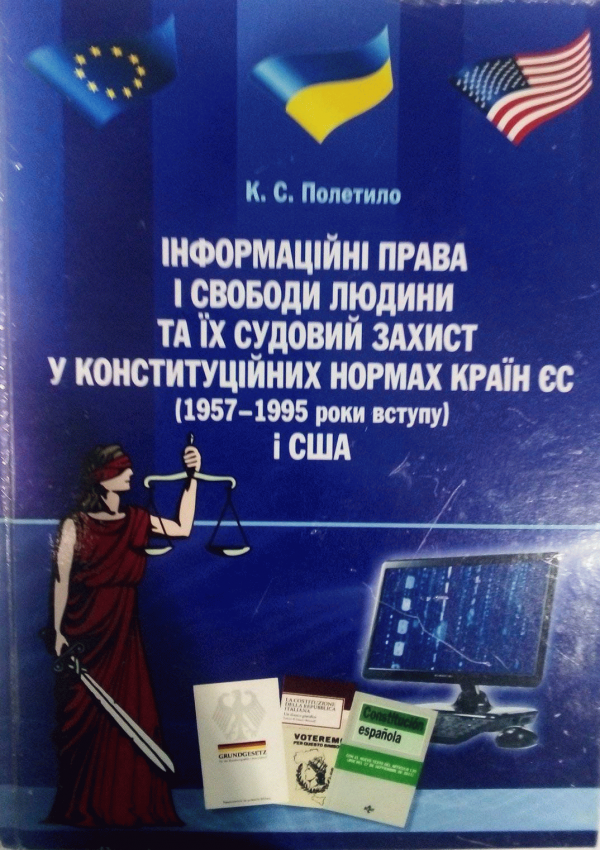 К. С. Полетило
ІНФОРМАЦІЙНІ ПРАВА
І СВОБОДИ ЛЮДИНИ
ТА ЇХ СУДОВИЙ ЗАХИСТ
У КОНСТИТУЦІЙНИХ НОРМАХ КРАЇН ЄС
(1957–1995 роки вступу)
і США
GRUNDGESETZ
LA COSTITUZIONE
DELLA REPUBBLICA
ITALIANA
VOTEREMO
Constitución
española